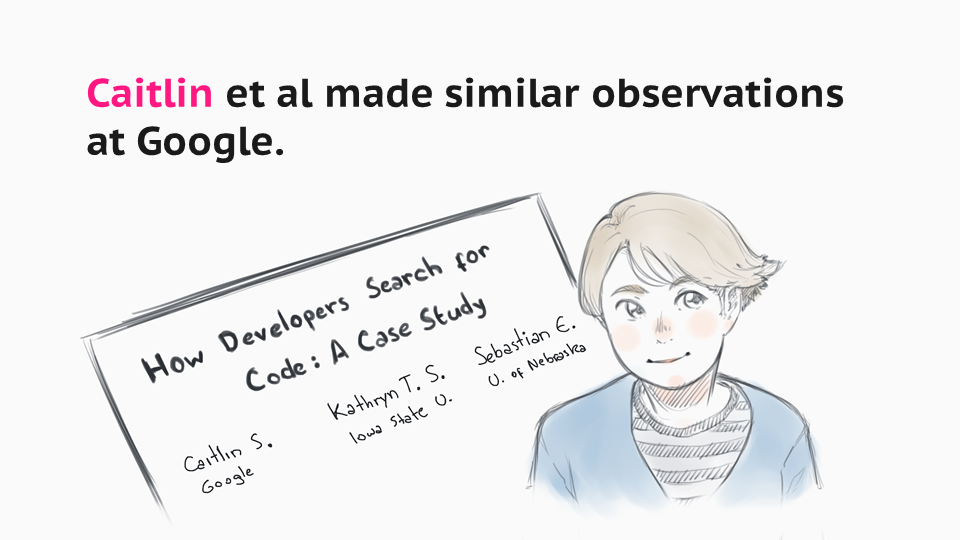 Caitlin et al made similar observations
at Google.
How Developers Search for
Code: A Case Study
Caitlin S.
Google
Kathryn T. S.
Iowa State U.
Sebastian E.
U. of Nebraska